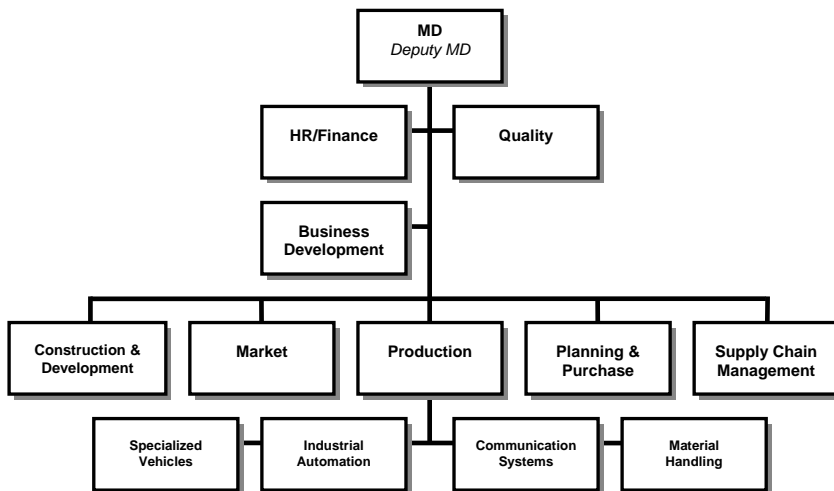 MD
Deputy MD
HR/Finance
Quality
Business
Development
Construction &
Development
Market
Production
Planning &
Purchase
Supply Chain
Management
Specialized
Vehicles
Industrial
Automation
Communication
Systems
Material
Handling